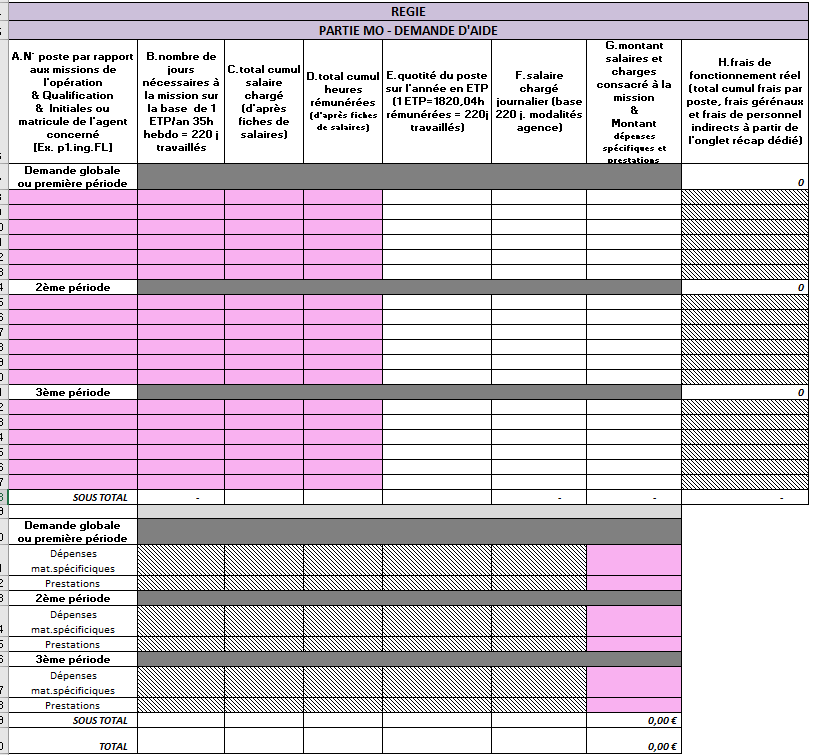 REGIE
PARTIE MO - DEMANDE D'AIDE
A.N° poste par rapport
aux missions de
l'opération
& Qualification
& Initiales ou
matricule de l'agent
concerné
[Ex. p1.ing.FL]
B.nombre de
jours
nécessaires à
la mission sur
la base de 1
ETP/an 35h
hebdo = 220 j
travaillés
C.total cumul
salaire
chargé
(d'après
fiches de
salaires)
D.total cumul
heures
rémunérées
(d'après fiches
de salaires)
E.quotité du poste
sur l'année en ETP
(1 ETP=1820,04h
rémunérées = 220j
travaillés)
F.salaire
chargé
journalier (base
220 j. modalités
agence)
G.montant
salaires et
charges
consacré à la
mission
&
Montant
dépenses
spécifiques et
prestations
H.frais de
fonctionnement réel
(total cumul frais par
poste, frais gérénaux
et frais de personnel
indirects à partir de
l'onglet récap dédié)
Demande globale
ou première période
0
2ème période
0
3ème période
0
SOUS TOTAL - - - -
Demande globale
ou première période
Dépenses
mat.spécificiques
Prestations
2ème période
Dépenses
mat.spécificiques
Prestations
3ème période
Dépenses
mat.spécificiques
Prestations
SOUS TOTAL 0,00 €
TOTAL 0,00 €